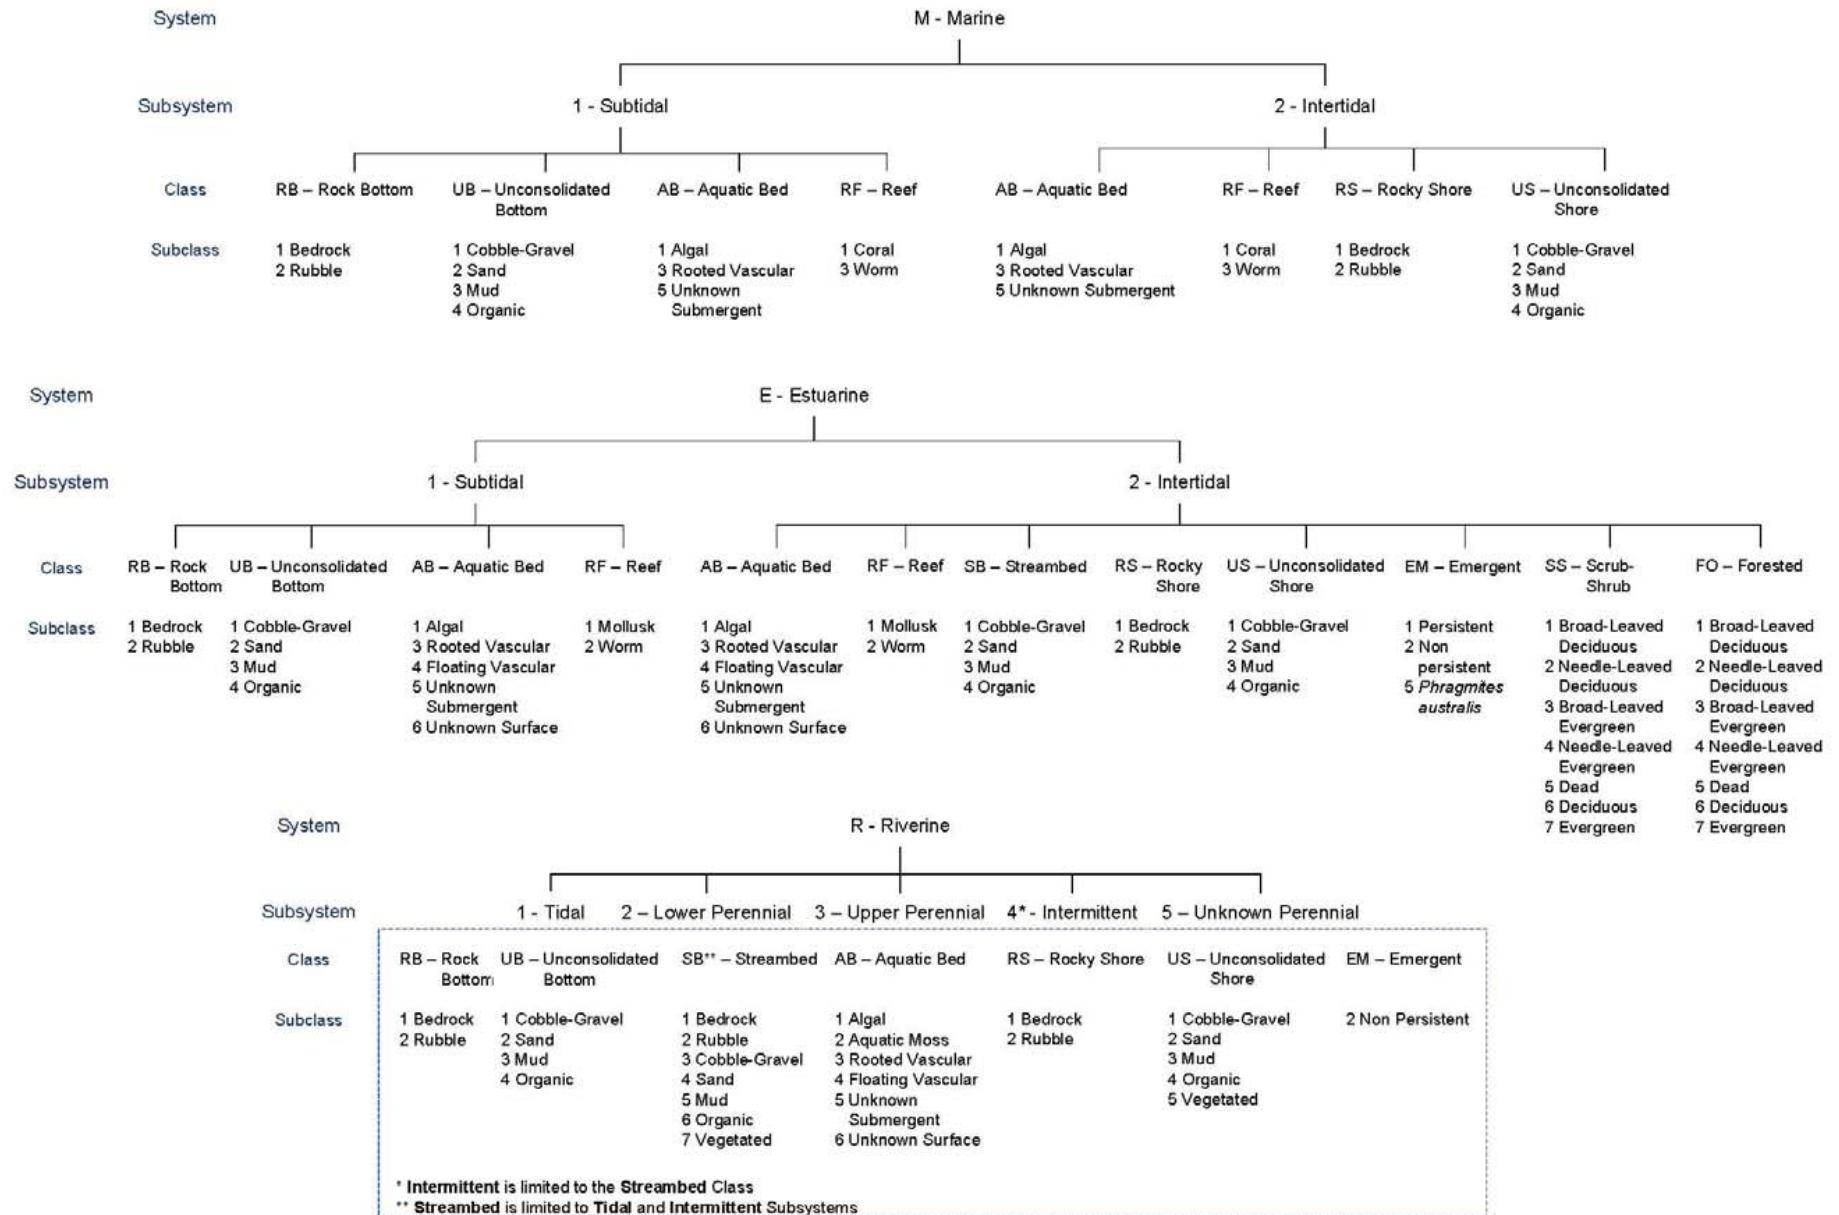 System M - Marine
Subsystem 1 - Subtidal 2 - Intertidal
Class RB – Rock Bottom UB – Unconsolidated AB – Aquatic Bed RF – Reef AB – Aquatic Bed RF – Reef RS – Rocky Shore US – Unconsolidated
Bottom Shore
Subclass 1 Bedrock 1 Cobble-Gravel 1 Algal 1 Coral 1 Algal 1 Coral 1 Bedrock 1 Cobble-Gravel
2 Rubble 2 Sand 3 Rooted Vascular 3 Worm 3 Rooted Vascular 3 Worm 2 Rubble 2 Sand
3 Mud 5 Unknown 5 Unknown Submergent 3 Mud
4 Organic Submergent 4 Organic
System E - Estuarine
Subsystem 1 - Subtidal 2 - Intertidal
Class RB – Rock UB – Unconsolidated AB – Aquatic Bed RF – Reef AB – Aquatic Bed RF – Reef SB – Streambed RS – Rocky US – Unconsolidated EM – Emergent SS – Scrub- FO – Forested
Bottom Bottom Shore Shore Shrub
Subclass 1 Bedrock 1 Cobble-Gravel 1 Algal 1 Mollusk 1 Algal 1 Mollusk 1 Cobble-Gravel 1 Bedrock 1 Cobble-Gravel 1 Persistent 1 Broad-Leaved 1 Broad-Leaved
2 Rubble 2 Sand 3 Rooted Vascular 2 Worm 3 Rooted Vascular 2 Worm 2 Sand 2 Rubble 2 Sand 2 Non Deciduous Deciduous
3 Mud 4 Floating Vascular 4 Floating Vascular 3 Mud 3 Mud persistent 2 Needle-Leaved 2 Needle-Leaved
4 Organic 5 Unknown 5 Unknown 4 Organic 4 Organic 5 Phragmites Deciduous Deciduous
Submergent Submergent australis 3 Broad-Leaved 3 Broad-Leaved
6 Unknown Surface 6 Unknown Surface Evergreen Evergreen
4 Needle-Leaved 4 Needle-Leaved
Evergreen Evergreen
5 Dead 5 Dead
6 Deciduous 6 Deciduous
System R - Riverine 7 Evergreen 7 Evergreen
Subsystem 1 - Tidal 2 – Lower Perennial 3 – Upper Perennial 4* - Intermittent 5 – Unknown Perennial
Class RB – Rock UB – Unconsolidated SB** – Streambed AB – Aquatic Bed RS – Rocky Shore US – Unconsolidated EM – Emergent
Bottom Bottom Shore
Subclass 1 Bedrock 1 Cobble-Gravel 1 Bedrock 1 Algal 1 Bedrock 1 Cobble-Gravel 2 Non Persistent
2 Rubble 2 Sand 2 Rubble 2 Aquatic Moss 2 Rubble 2 Sand
3 Mud 3 Cobble-Gravel 3 Rooted Vascular 3 Mud
4 Organic 4 Sand 4 Floating Vascular 4 Organic
5 Mud 5 Unknown 5 Vegetated
6 Organic Submergent
7 Vegetated 6 Unknown Surface
* Intermittent is limited to the Streambed Class
** Streambed is limited to Tidal and Intermittent Subsystems